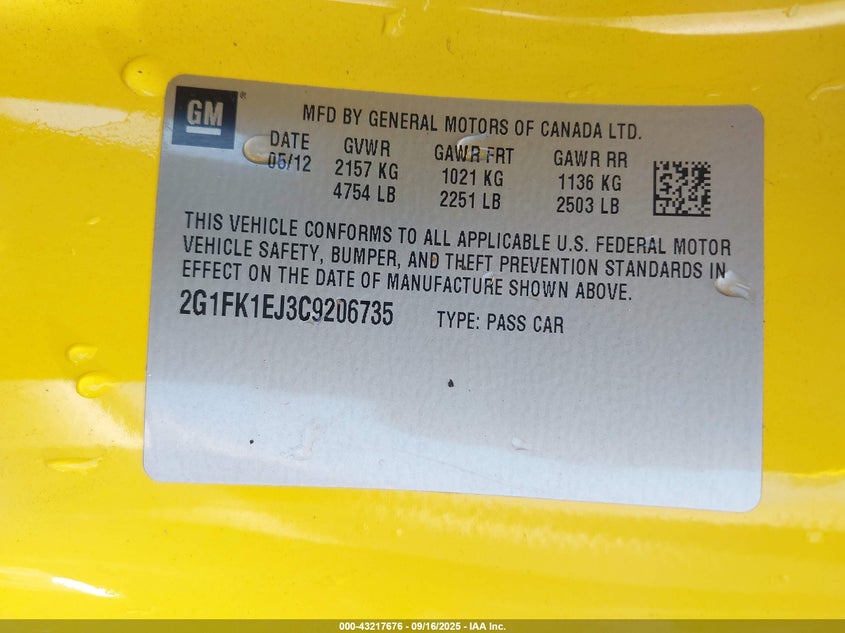 GM ®
MFD BY GENERAL MOTORS OF CANADA LTD.
DATE GVWR GAWR FRT GAWR RR
05/12 2157 KG 1021 KG 1136 KG
4754 LB 2251 LB 2503 LB
THIS VEHICLE CONFORMS TO ALL APPLICABLE U.S. FEDERAL MOTOR
VEHICLE SAFETY, BUMPER, AND THEFT PREVENTION STANDARDS IN
EFFECT ON THE DATE OF MANUFACTURE SHOWN ABOVE.
2G1FK1EJ3C9206735 TYPE: PASS CAR
000-43217676 - 09/16/2025 - IAA Inc.